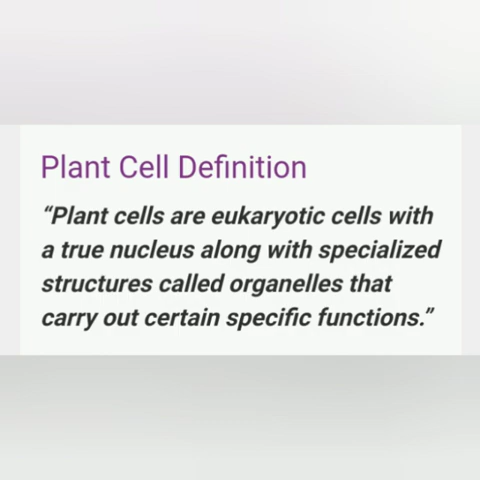 Plant Cell Definition
“Plant cells are eukaryotic cells with
a true nucleus along with specialized
structures called organelles that
carry out certain specific functions.”